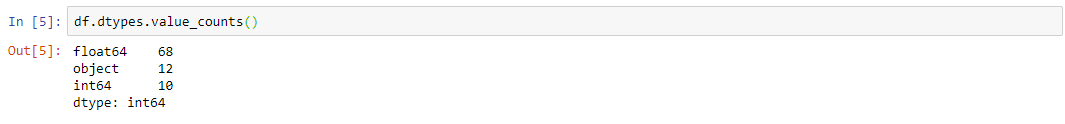 In [5]: df.dtypes.value_counts()
Out[5]: float64    68
object     12
int64      10
dtype: int64